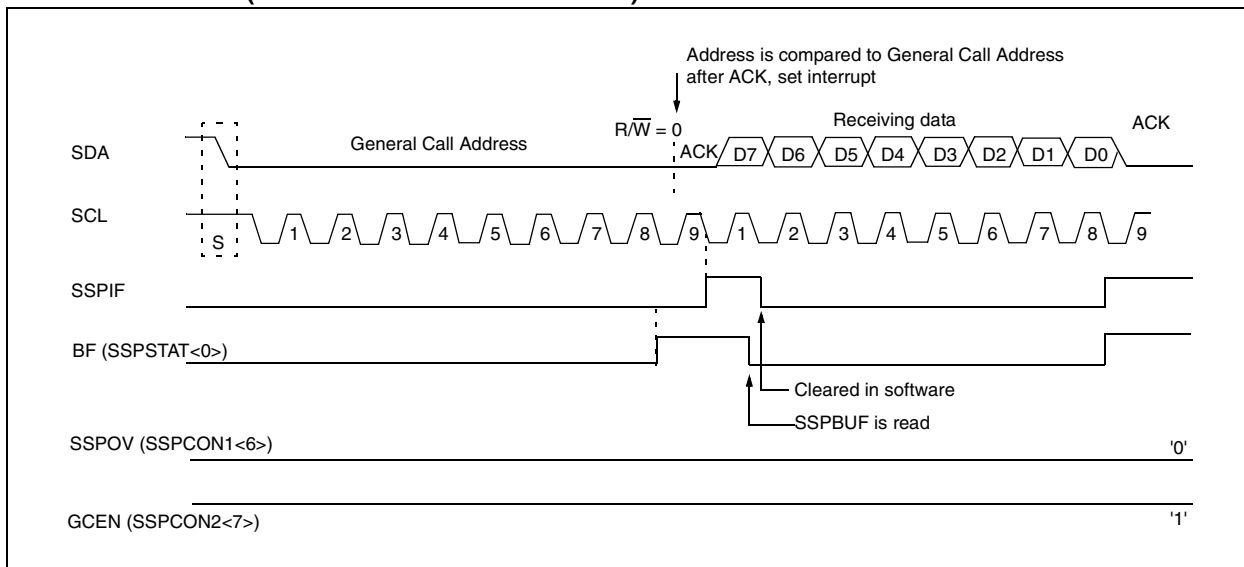 Address is compared to General Call Address
after ACK, set interrupt
SDA
General Call Address
R/W̅ = 0
ACK
Receiving data
D7 D6 D5 D4 D3 D2 D1 D0
ACK
SCL
S
1 2 3 4 5 6 7 8 9 1 2 3 4 5 6 7 8 9
SSPIF
BF (SSPSTAT<0>)
Cleared in software
SSPBUF is read
SSPOV (SSPCON1<6>)
'0'
GCEN (SSPCON2<7>)
'1'